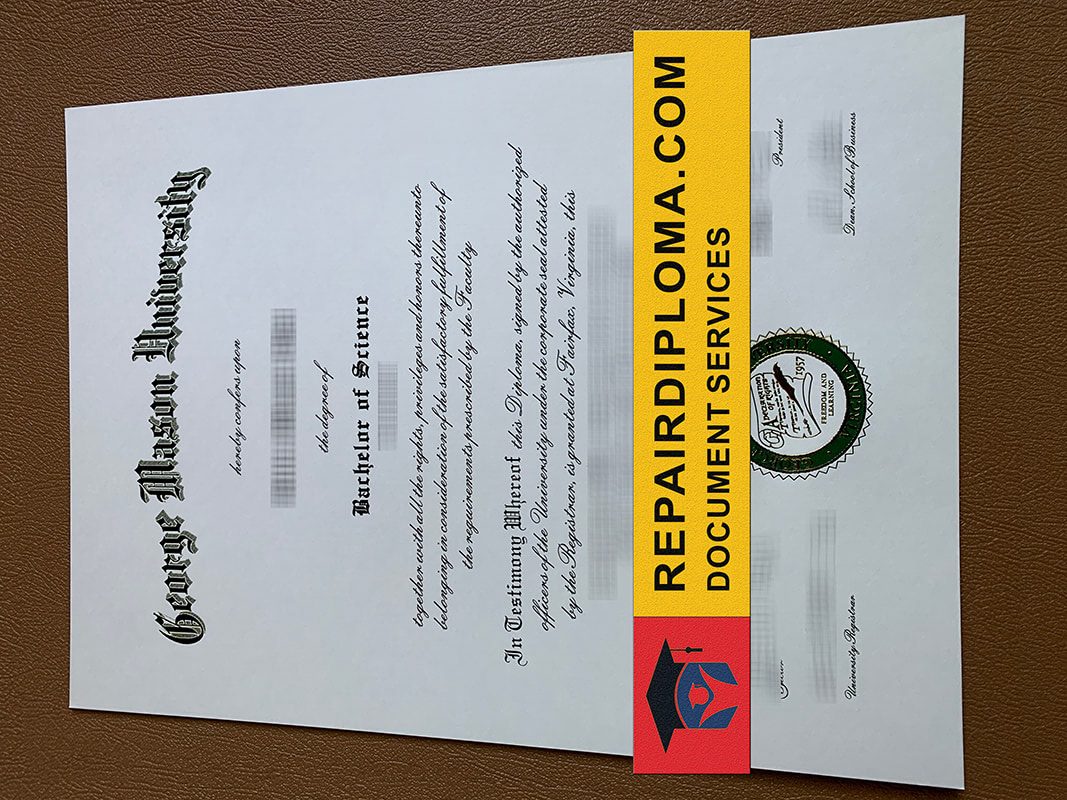 George Mason University
hereby confers upon
the degree of
Bachelor of Science
together with all the rights, privileges and honors thereunto
belonging in consideration of the satisfactory fulfillment of
the requirements prescribed by the Faculty
In Testimony Whereof this Diploma, signed by the authorized
officers of the University under the corporate seal attested
by the Registrar, is granted at Fairfax, Virginia, this
REPAIRDIPLOMA.COM
DOCUMENT SERVICES
President
University Registrar
Dean, School of Business
DECLARATION
OF RIGHTS
1957
FREEDOM AND
LEARNING
VIRGINIA